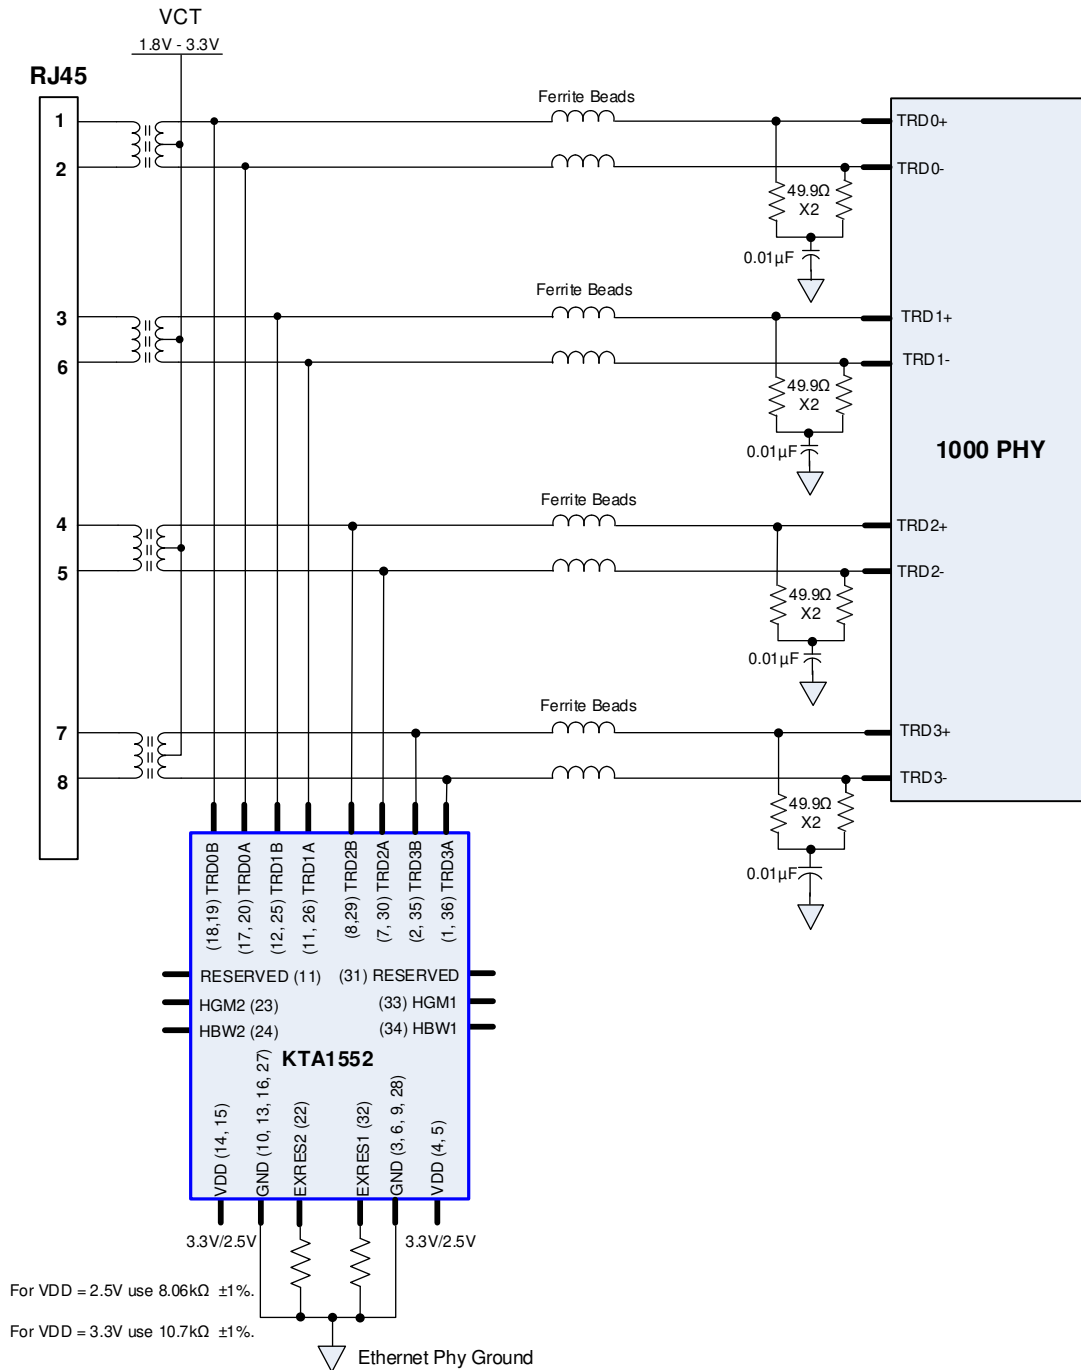 VCT
1.8V - 3.3V
RJ45
Ferrite Beads
1
TRD0+
2
TRD0-
49.9Ω
X2
0.01µF
Ferrite Beads
3
TRD1+
6
TRD1-
49.9Ω
X2
0.01µF
1000 PHY
Ferrite Beads
4
TRD2+
5
TRD2-
49.9Ω
X2
0.01µF
Ferrite Beads
7
TRD3+
8
TRD3-
49.9Ω
X2
0.01µF
(18,19) TRD0B
(17, 20) TRD0A
(12, 25) TRD1B
(11, 26) TRD1A
(8,29) TRD2B
(7, 30) TRD2A
(2, 35) TRD3B
(1, 36) TRD3A
RESERVED (11)
(31) RESERVED
HGM2 (23)
(33) HGM1
HBW2 (24)
(34) HBW1
KTA1552
VDD (14, 15)
GND (10, 13, 16, 27)
EXRES2 (22)
EXRES1 (32)
GND (3, 6, 9, 28)
VDD (4, 5)
3.3V/2.5V
3.3V/2.5V
For VDD = 2.5V use 8.06kΩ ±1%.
For VDD = 3.3V use 10.7kΩ ±1%.
Ethernet Phy Ground